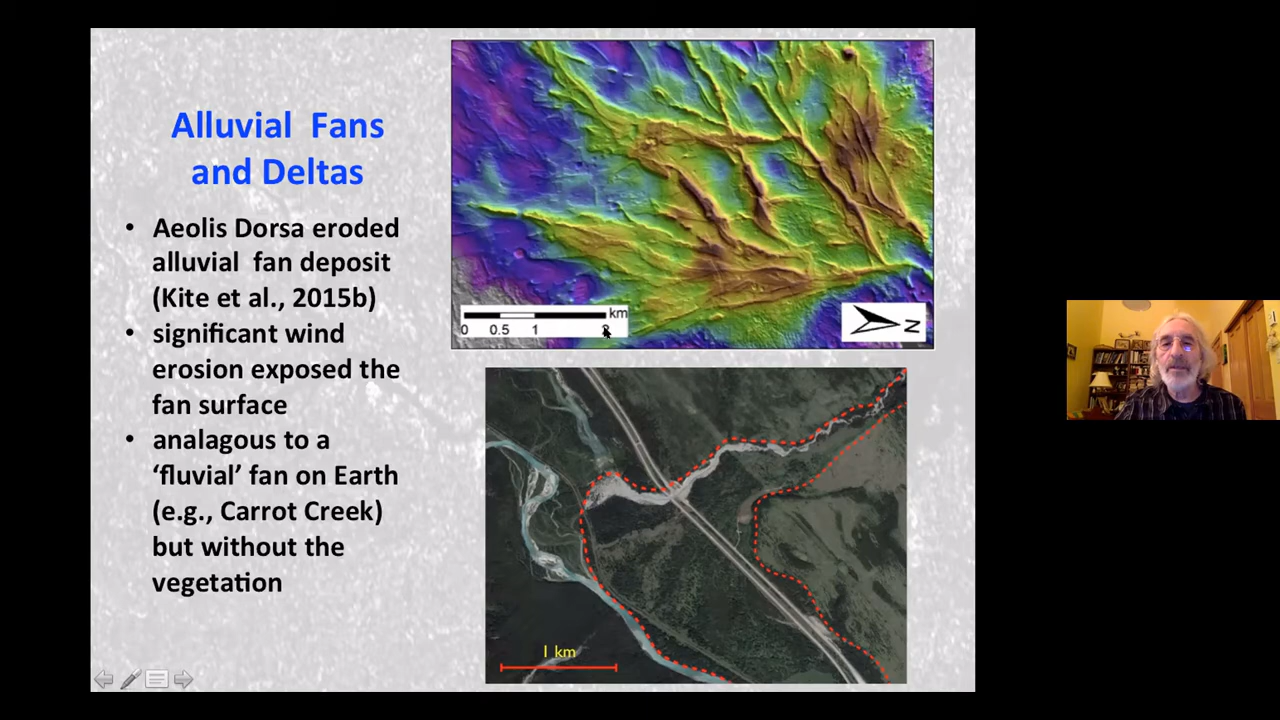 Alluvial Fans
and Deltas
• Aeolis Dorsa eroded
alluvial fan deposit
(Kite et al., 2015b)
• significant wind
erosion exposed the
fan surface
• analagous to a
‘fluvial’ fan on Earth
(e.g., Carrot Creek)
but without the
vegetation
km
0 0.5 1 2
N
1 km